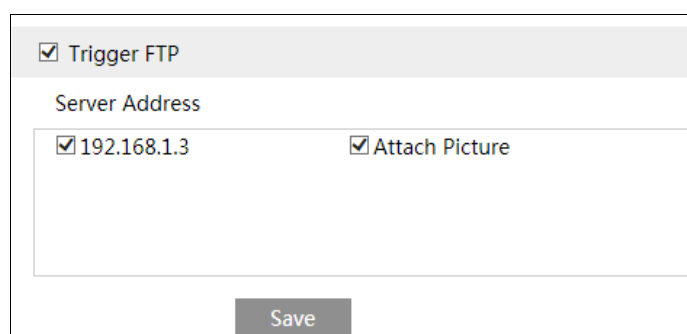 Trigger FTP
Server Address
192.168.1.3 Attach Picture
Save